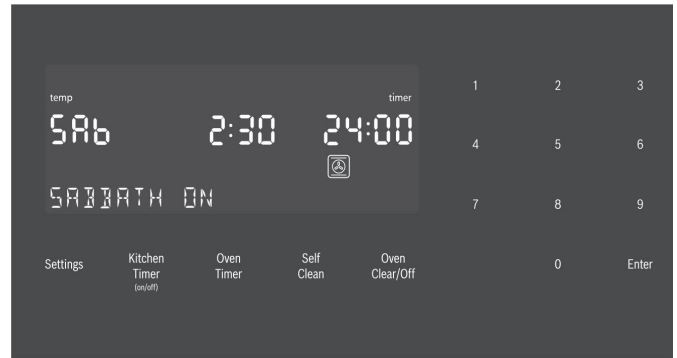 temp timer
SAb 2:30 24:00
SABBATH ON
Settings
Kitchen Timer (on/off)
Oven Timer
Self Clean
Oven Clear/Off
1 2 3
4 5 6
7 8 9
0 Enter